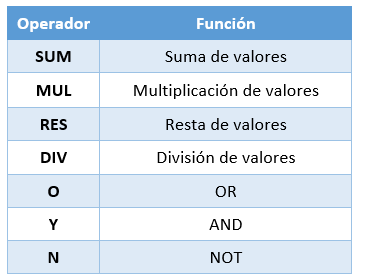 Operador Función
SUM Suma de valores
MUL Multiplicación de valores
RES Resta de valores
DIV División de valores
O OR
Y AND
N NOT